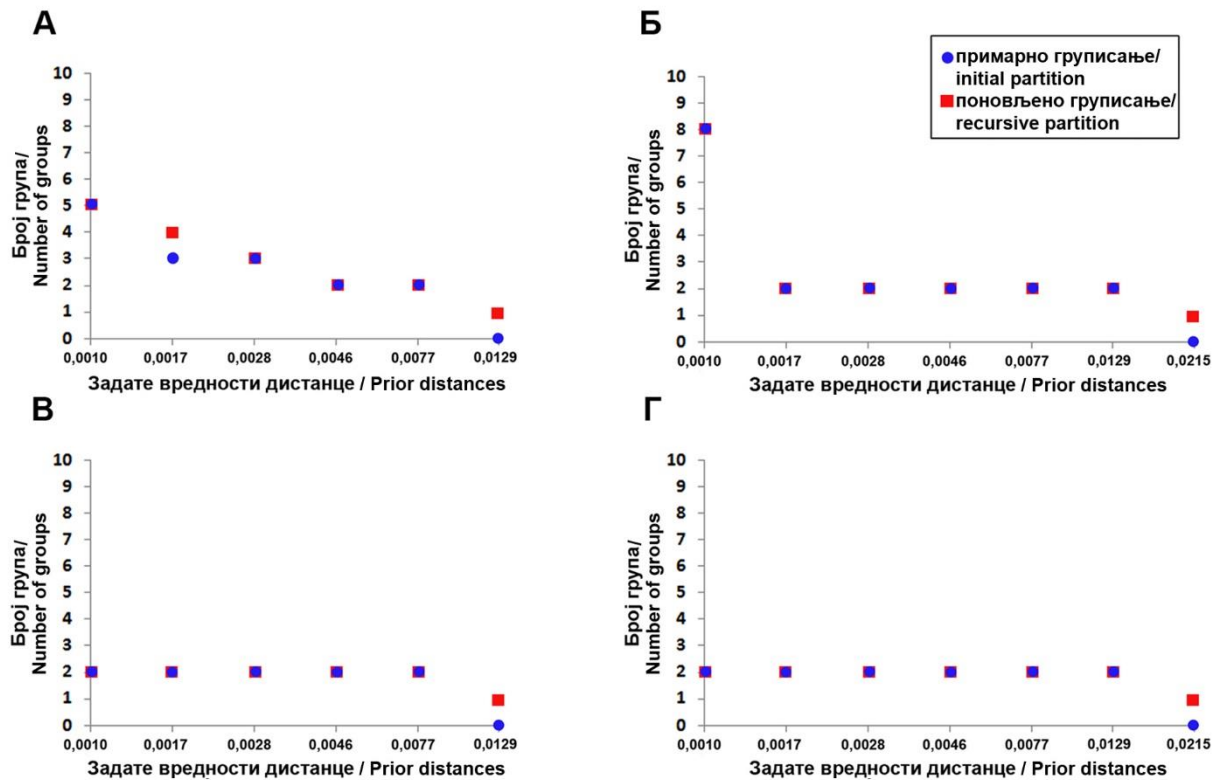 А
10
9
8
7
6
5
4
3
2
1
0
Број група/
Number of groups
0,0010 0,0017 0,0028 0,0046 0,0077 0,0129
Задате вредности дистанце / Prior distances
Б
примарно груписање/
initial partition
поновљено груписање/
recursive partition
10
9
8
7
6
5
4
3
2
1
0
Број група/
Number of groups
0,0010 0,0017 0,0028 0,0046 0,0077 0,0129 0,0215
Задате вредности дистанце / Prior distances
В
10
9
8
7
6
5
4
3
2
1
0
Број група/
Number of groups
0,0010 0,0017 0,0028 0,0046 0,0077 0,0129
Задате вредности дистанце / Prior distances
Г
10
9
8
7
6
5
4
3
2
1
0
Број група/
Number of groups
0,0010 0,0017 0,0028 0,0046 0,0077 0,0129 0,0215
Задате вредности дистанце / Prior distances